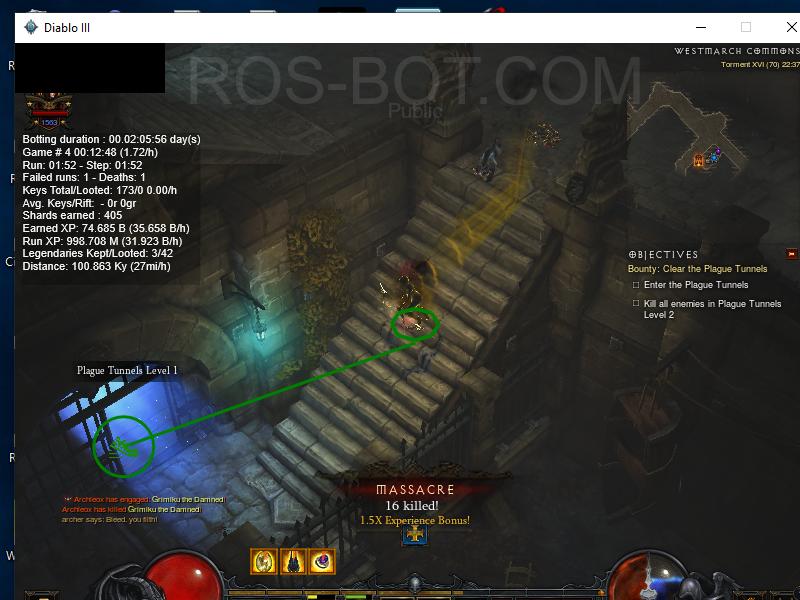 Diablo III
WESTMARCH COMMONS
Torment XVI (70) 22:37
ROS-BOT.COM
Public
1563
Botting duration : 00.02:05:56 day(s)
Game # 4 00:12:48 (1.72/h)
Run: 01:52 - Step: 01:52
Failed runs: 1 - Deaths: 1
Keys Total/Looted: 173/0 0.00/h
Avg. Keys/Rift:  - 0r 0gr
Shards earned : 405
Earned XP: 74.685 B (35.658 B/h)
Run XP: 998.708 M (31.923 B/h)
Legendaries Kept/Looted: 3/42
Distance: 100.863 Ky (27mi/h)
OBJECTIVES
Bounty: Clear the Plague Tunnels
Enter the Plague Tunnels
Kill all enemies in Plague Tunnels
Level 2
Plague Tunnels Level 1
MASSACRE
16 killed!
1.5X Experience Bonus!
Archleox has engaged Grimiku the Damned!
Archleox has killed Grimiku the Damned!
archer says: Bleed, you filth!